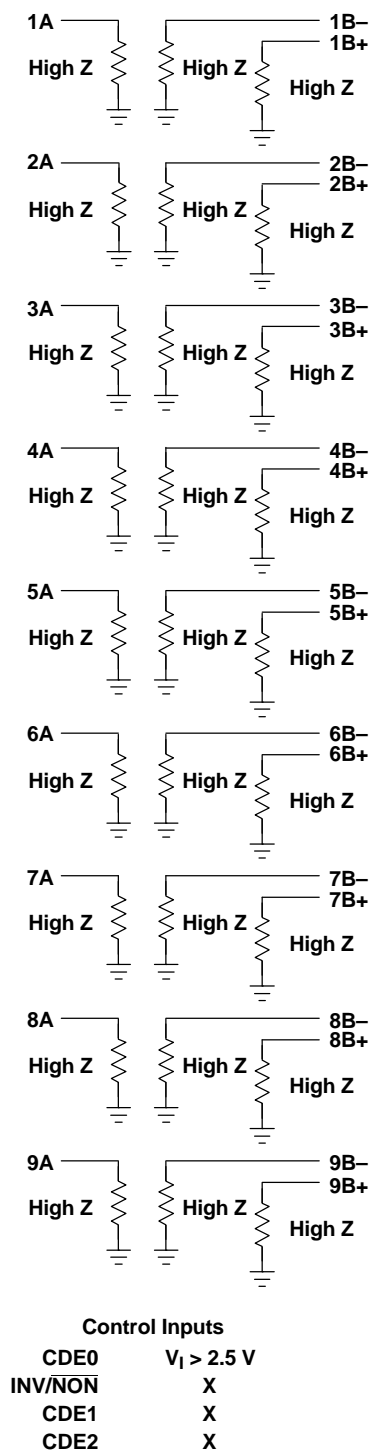 1A 1B–
1B+
High Z High Z High Z
2A 2B–
2B+
High Z High Z High Z
3A 3B–
3B+
High Z High Z High Z
4A 4B–
4B+
High Z High Z High Z
5A 5B–
5B+
High Z High Z High Z
6A 6B–
6B+
High Z High Z High Z
7A 7B–
7B+
High Z High Z High Z
8A 8B–
8B+
High Z High Z High Z
9A 9B–
9B+
High Z High Z High Z
Control Inputs
CDE0 VI > 2.5 V
INV/NON X
CDE1 X
CDE2 X